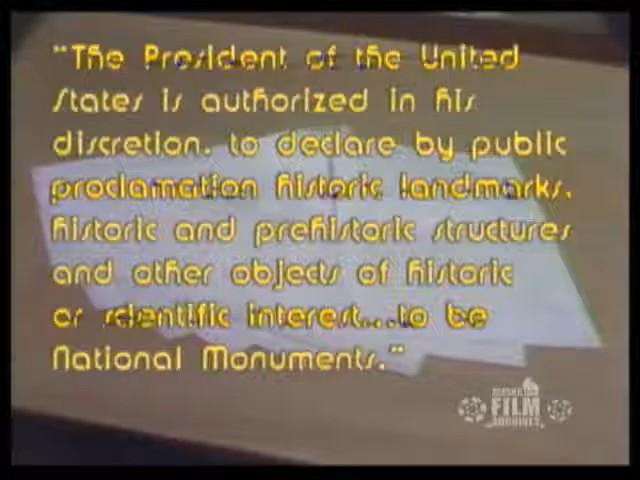 "The President of the United
States is authorized in his
discretion, to declare by public
proclamation historic landmarks,
historic and prehistoric structures
and other objects of historic
or scientific interest...to be
National Monuments."
FILM
ARCHIVES